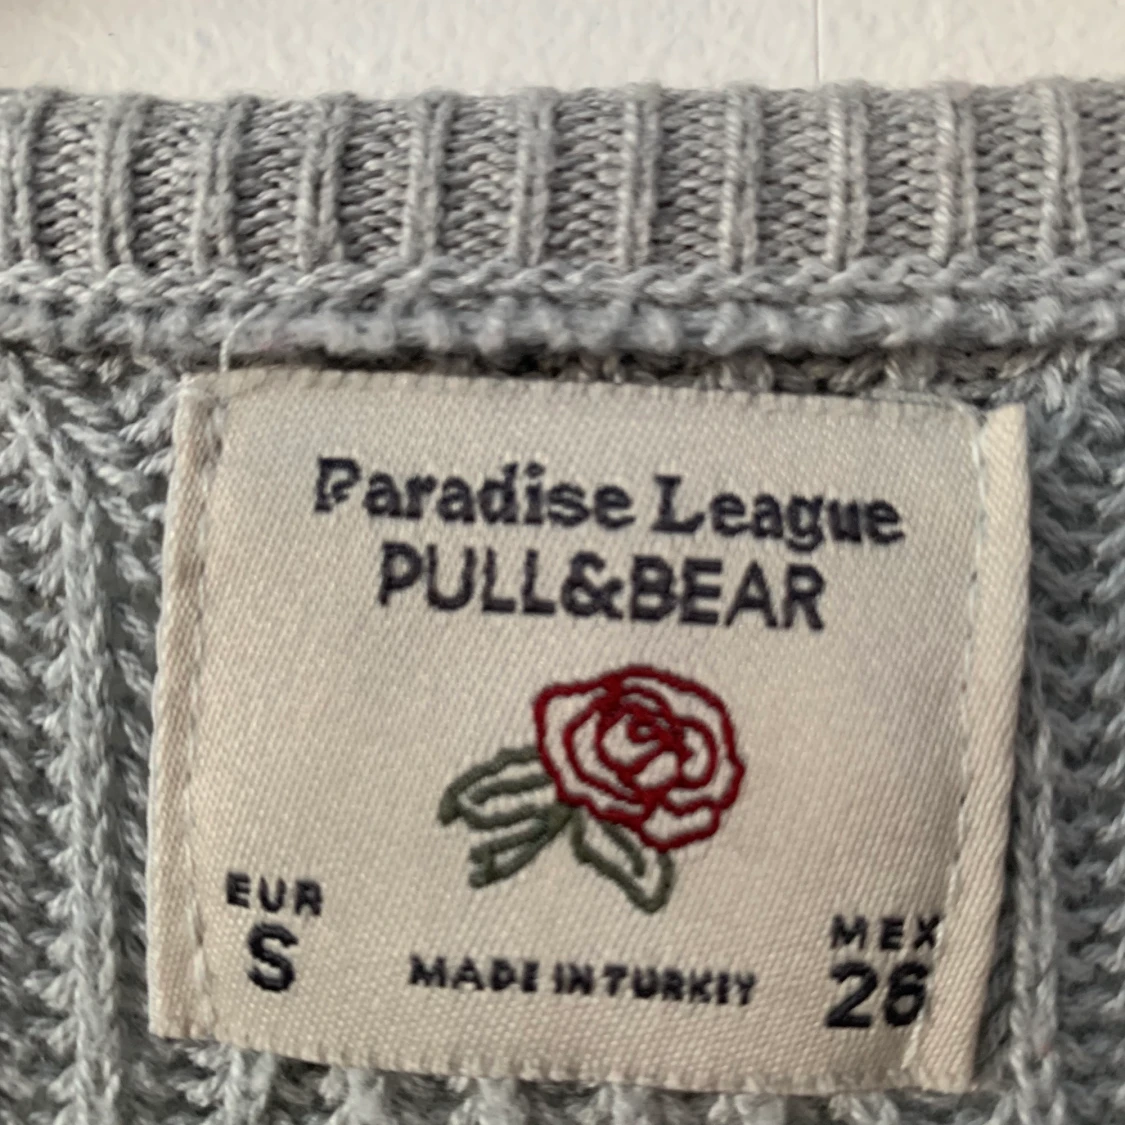 Paradise League
PULL&BEAR
EUR
S
MADE IN TURKEY
MEX
26